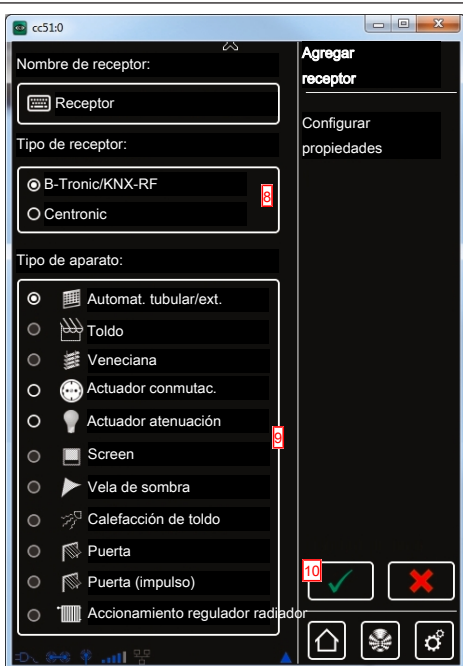 cc51:0
Nombre de receptor:
Receptor
Tipo de receptor:
B-Tronic/KNX-RF
8
Centronic
Tipo de aparato:
Automat. tubular/ext.
Toldo
Veneciana
Actuador conmutac.
Actuador atenuación
9
Screen
Vela de sombra
Calefacción de toldo
Puerta
Puerta (impulso)
Accionamiento regulador radiador
Agregar
receptor
Configurar
propiedades
10